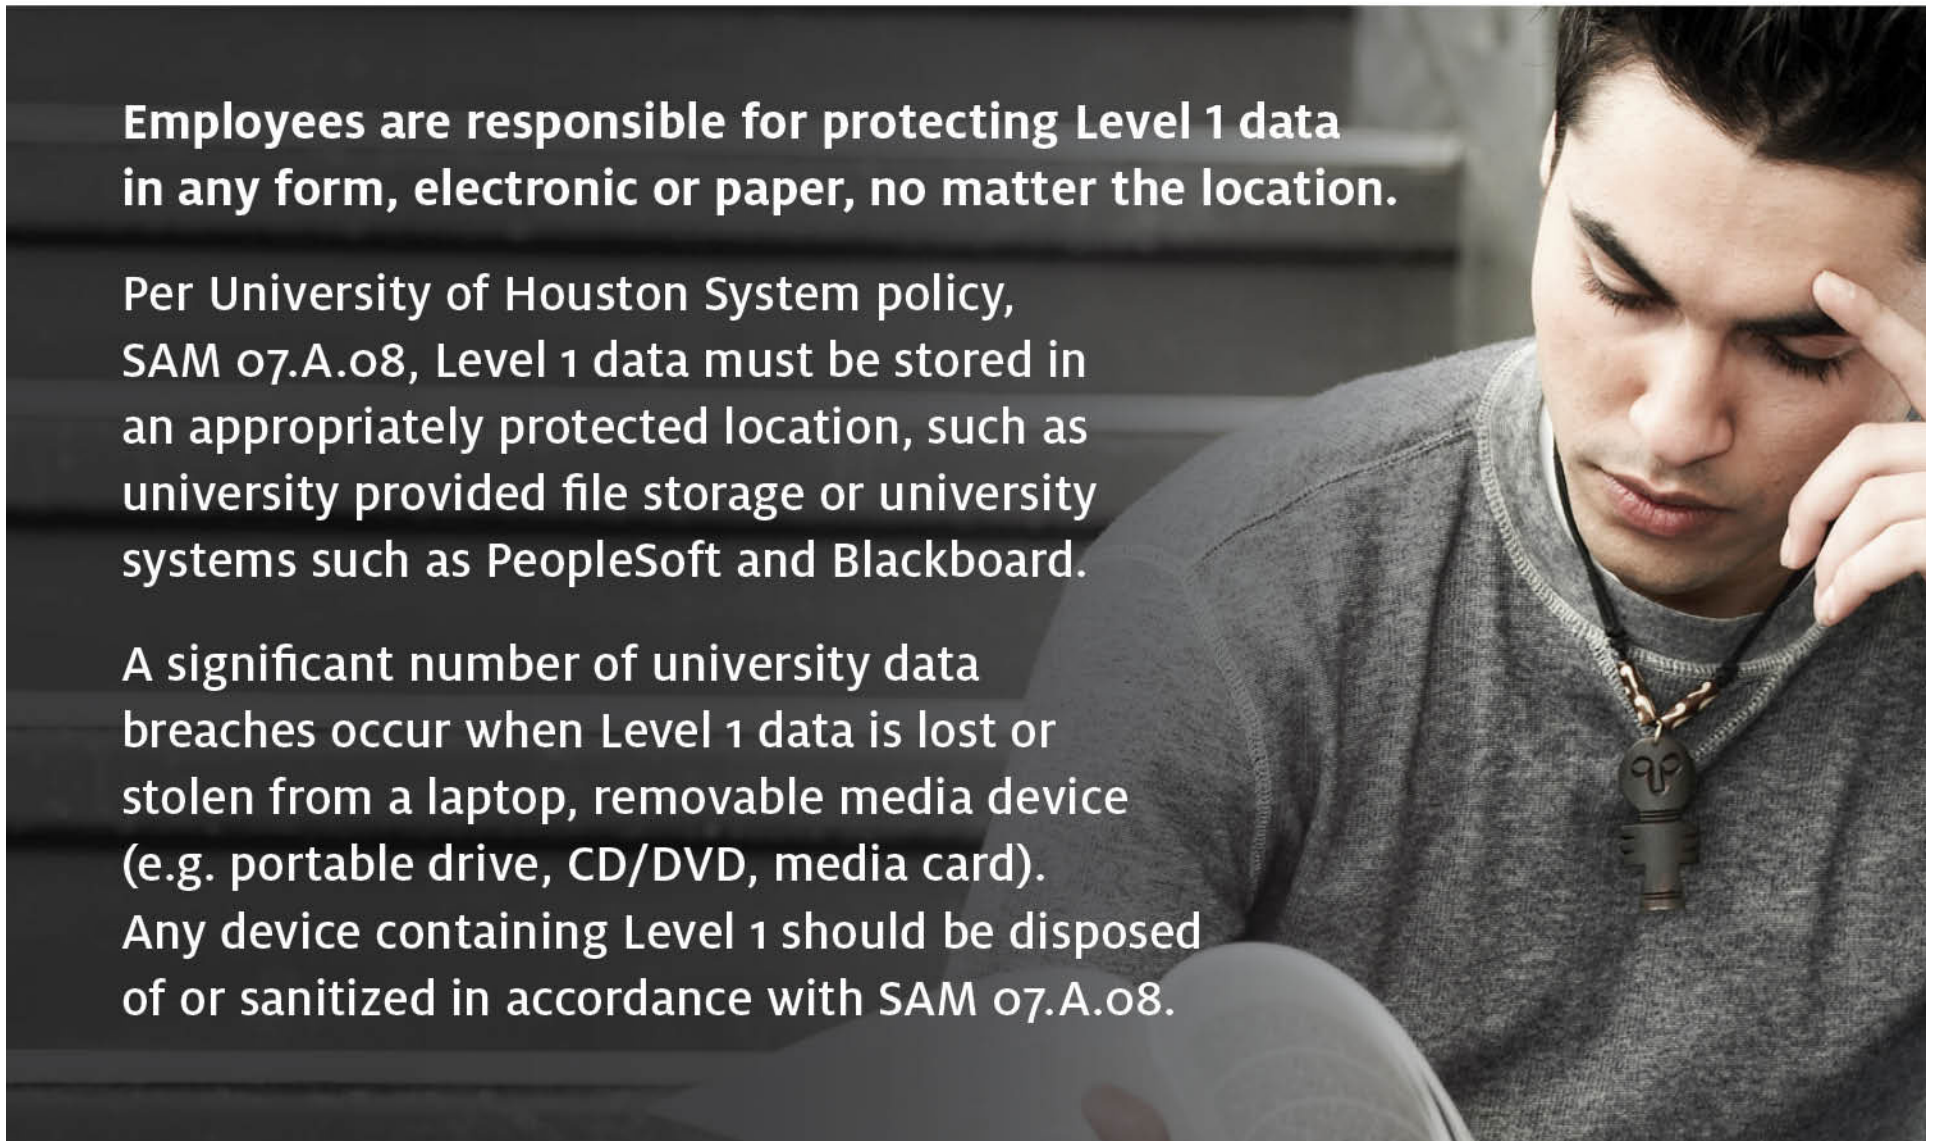 Employees are responsible for protecting Level 1 data
in any form, electronic or paper, no matter the location.
Per University of Houston System policy,
SAM 07.A.08, Level 1 data must be stored in
an appropriately protected location, such as
university provided file storage or university
systems such as PeopleSoft and Blackboard.
A significant number of university data
breaches occur when Level 1 data is lost or
stolen from a laptop, removable media device
(e.g. portable drive, CD/DVD, media card).
Any device containing Level 1 should be disposed
of or sanitized in accordance with SAM 07.A.08.